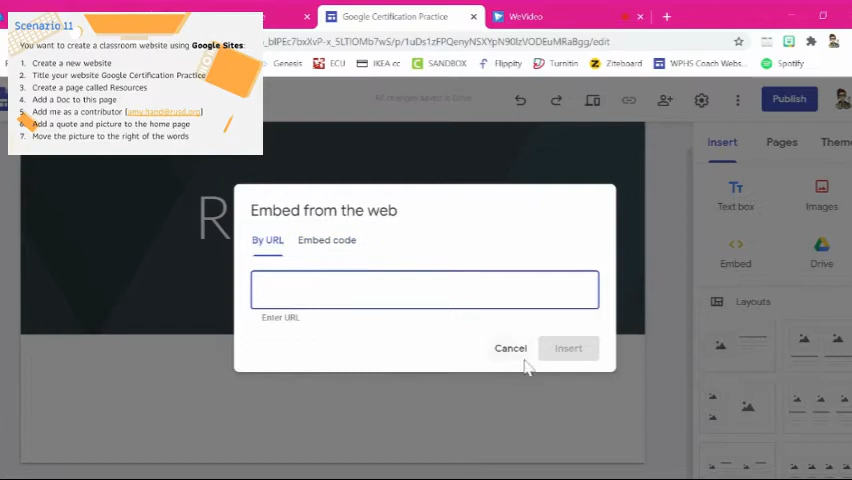 Scenario 11
You want to create a classroom website using Google Sites:
1. Create a new website
2. Title your website Google Certification Practice
3. Create a page called Resources
4. Add a Doc to this page
5. Add me as a contributor [amy.hand@rusd.org]
6. Add a quote and picture to the home page
7. Move the picture to the right of the words
Google Certification Practice
WeVideo
Genesis
ECU
IKEA cc
SANDBOX
Flippity
Turnitin
Ziteboard
WPHS Coach Webs...
Spotify
All changes saved in Drive
Publish
Insert
Pages
Themes
R
Embed from the web
By URL
Embed code
Enter URL
Cancel
Insert
Text box
Images
Embed
Drive
Layouts